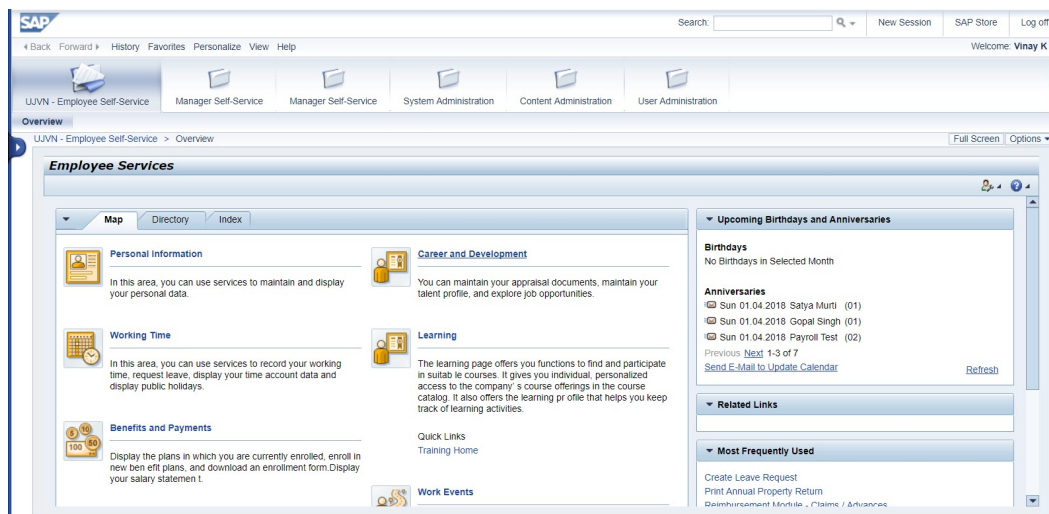 SAP
Search:
New Session
SAP Store
Log off
Back Forward History Favorites Personalize View Help
Welcome: Vinay K
UJVN - Employee Self-Service
Manager Self-Service
Manager Self-Service
System Administration
Content Administration
User Administration
Overview
UJVN - Employee Self-Service > Overview
Full Screen
Options
Employee Services
Map
Directory
Index
Personal Information
In this area, you can use services to maintain and display
your personal data.
Working Time
In this area, you can use services to record your working
time, request leave, display your time account data and
display public holidays.
Benefits and Payments
Display the plans in which you are currently enrolled, enroll in
new ben efit plans, and download an enrollment form.Display
your salary statemen t.
Career and Development
You can maintain your appraisal documents, maintain your
talent profile, and explore job opportunities.
Learning
The learning page offers you functions to find and participate
in suitab le courses. It gives you individual, personalized
access to the company' s course offerings in the course
catalog. It also offers the learning pr ofile that helps you keep
track of learning activities.
Quick Links
Training Home
Work Events
Upcoming Birthdays and Anniversaries
Birthdays
No Birthdays in Selected Month
Anniversaries
Sun 01.04.2018 Satya Murti (01)
Sun 01.04.2018 Gopal Singh (01)
Sun 01.04.2018 Payroll Test (02)
Previous Next 1-3 of 7
Send E-Mail to Update Calendar
Refresh
Related Links
Most Frequently Used
Create Leave Request
Print Annual Property Return
Reimbursement Module - Claims / Advances